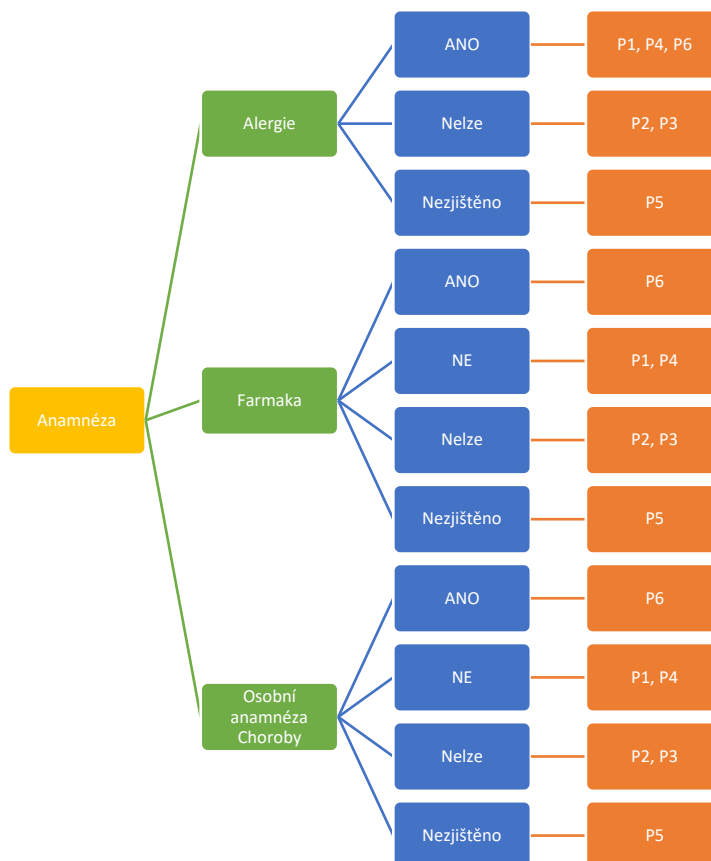 Anamnéza
Alergie
ANO
P1, P4, P6
Nelze
P2, P3
Nezjištěno
P5
Farmaka
ANO
P6
NE
P1, P4
Nelze
P2, P3
Nezjištěno
P5
Osobní
anamnéza
Choroby
ANO
P6
NE
P1, P4
Nelze
P2, P3
Nezjištěno
P5